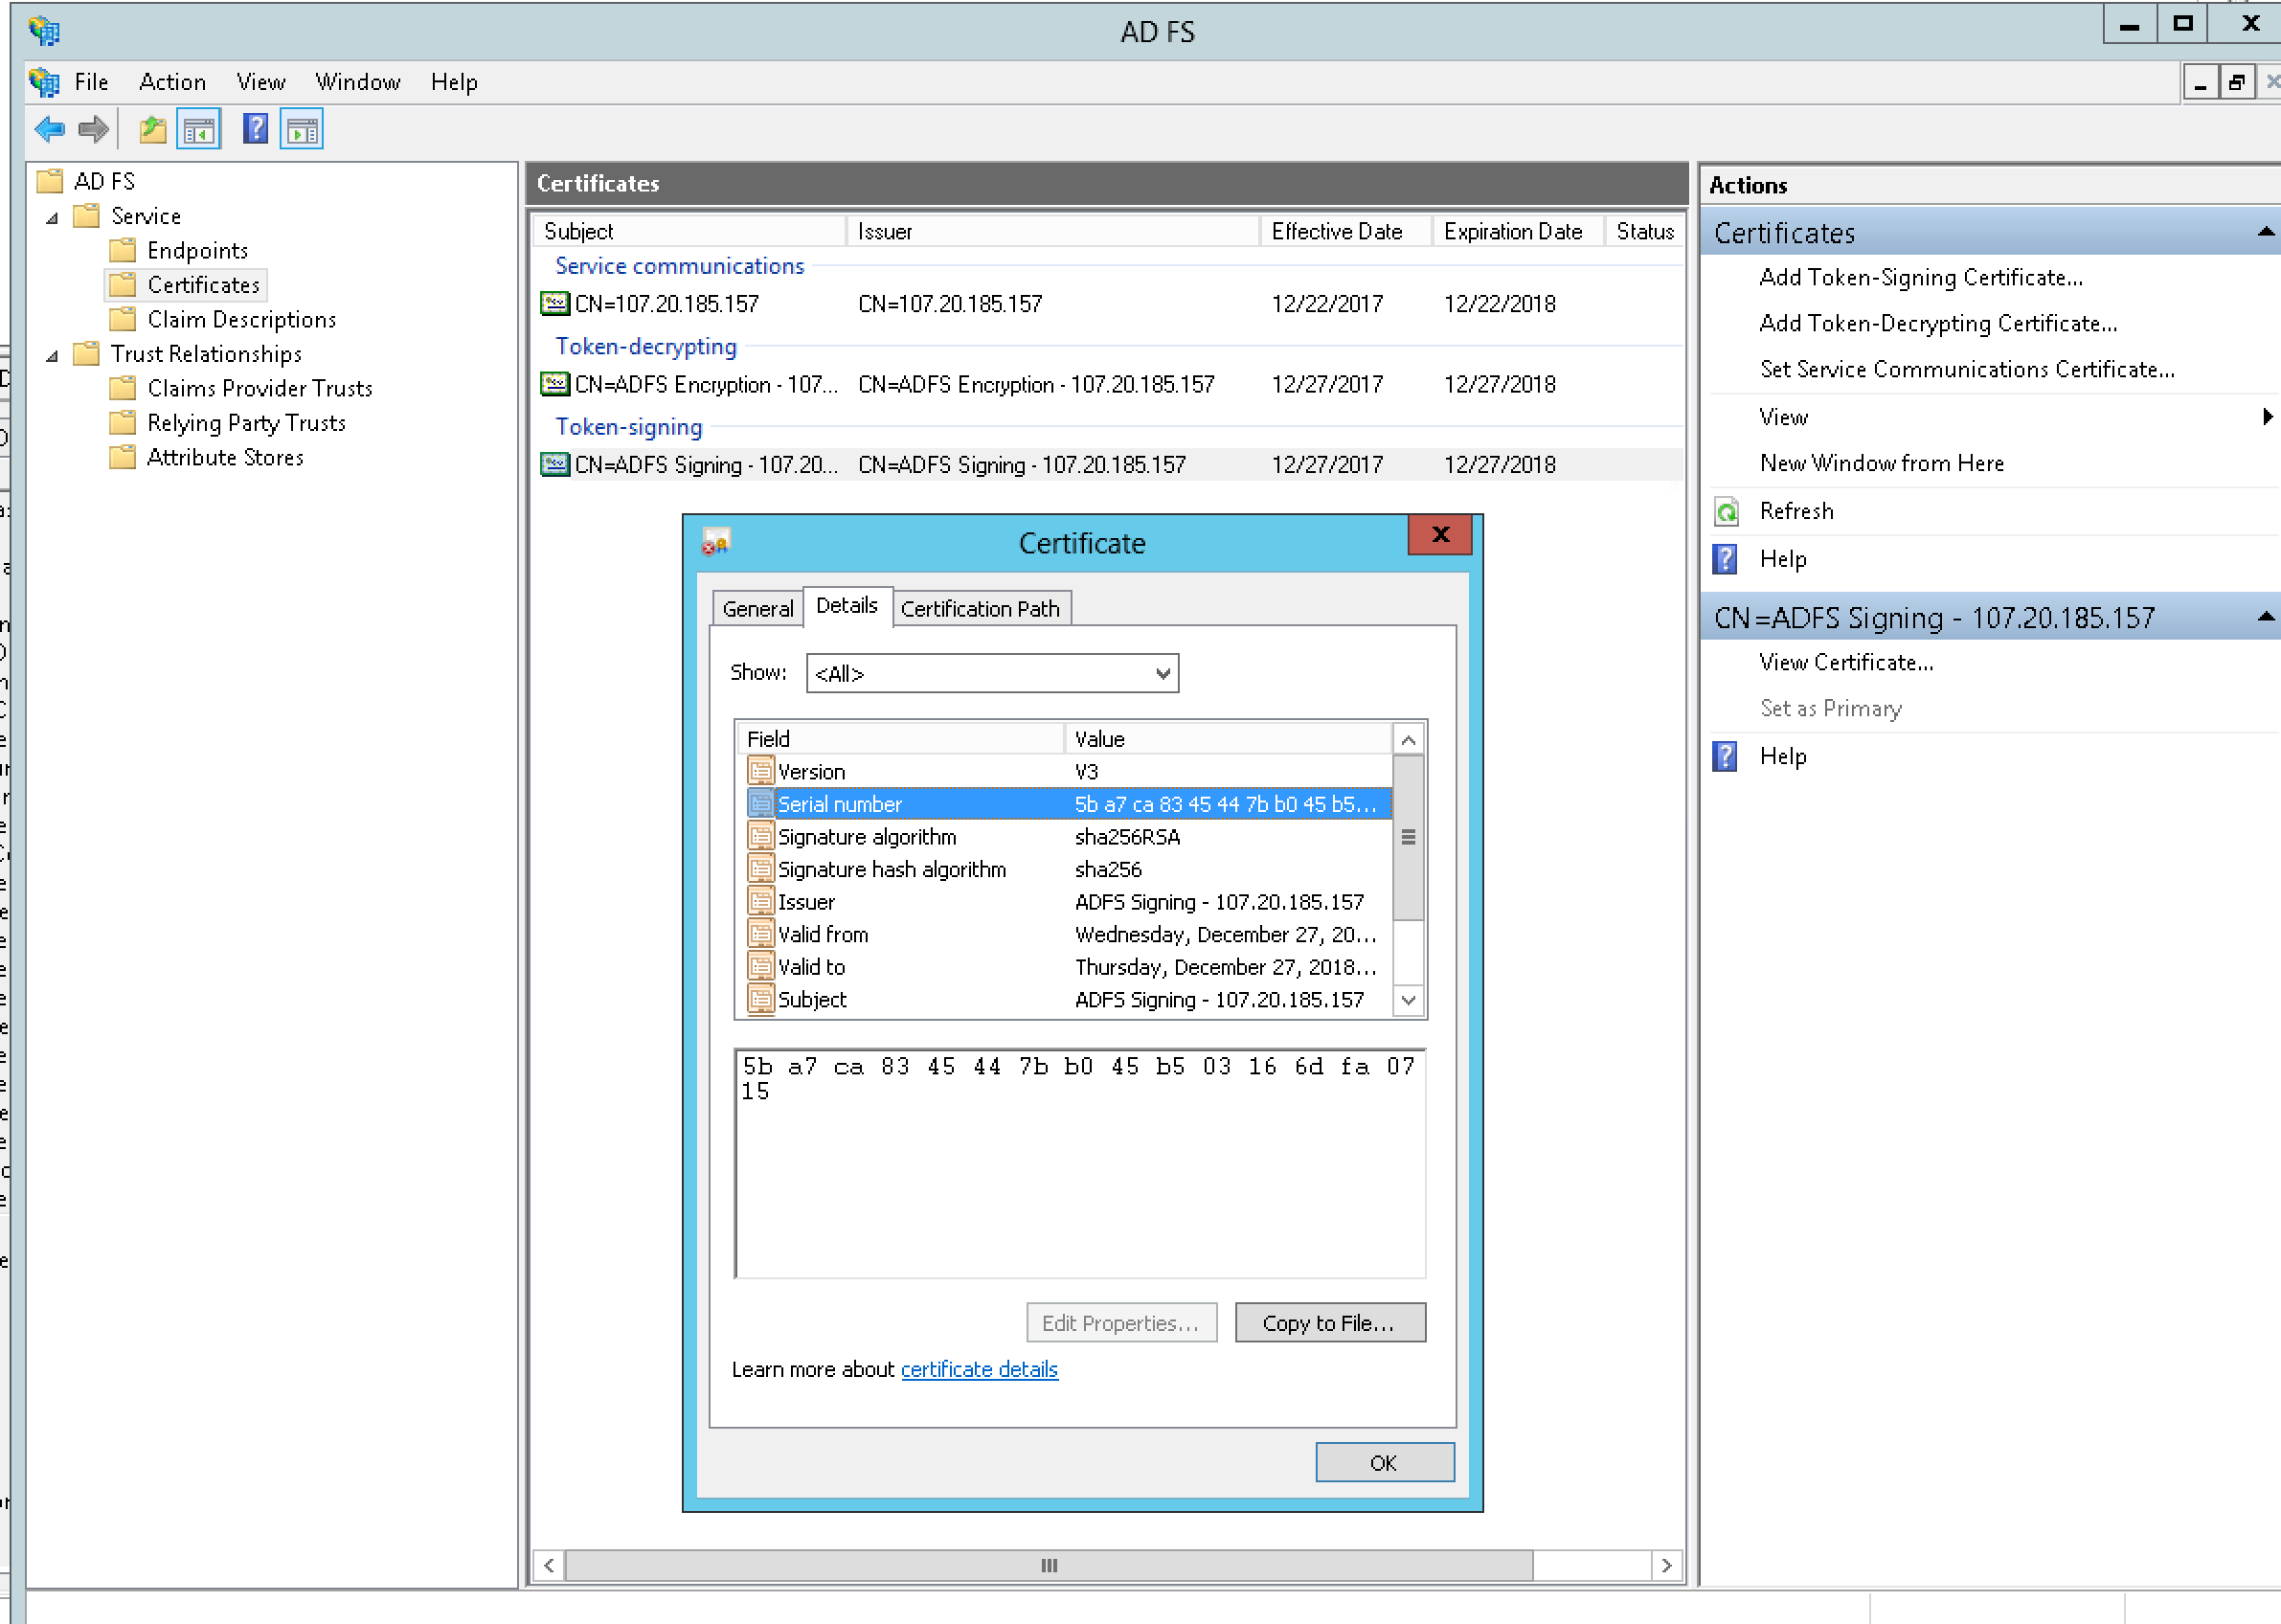 AD FS
File Action View Window Help
AD FS
Service
Endpoints
Certificates
Claim Descriptions
Trust Relationships
Claims Provider Trusts
Relying Party Trusts
Attribute Stores
Certificates
Subject Issuer Effective Date Expiration Date Status
Service communications
CN=107.20.185.157 CN=107.20.185.157 12/22/2017 12/22/2018
Token-decrypting
CN=ADFS Encryption - 107... CN=ADFS Encryption - 107.20.185.157 12/27/2017 12/27/2018
Token-signing
CN=ADFS Signing - 107.20... CN=ADFS Signing - 107.20.185.157 12/27/2017 12/27/2018
Certificate
General Details Certification Path
Show: <All>
Field Value
Version V3
Serial number 5b a7 ca 83 45 44 7b b0 45 b5...
Signature algorithm sha256RSA
Signature hash algorithm sha256
Issuer ADFS Signing - 107.20.185.157
Valid from Wednesday, December 27, 20...
Valid to Thursday, December 27, 2018...
Subject ADFS Signing - 107.20.185.157
5b a7 ca 83 45 44 7b b0 45 b5 03 16 6d fa 07
15
Edit Properties... Copy to File...
Learn more about certificate details
OK
Actions
Certificates
Add Token-Signing Certificate...
Add Token-Decrypting Certificate...
Set Service Communications Certificate...
View
New Window from Here
Refresh
Help
CN=ADFS Signing - 107.20.185.157
View Certificate...
Set as Primary
Help